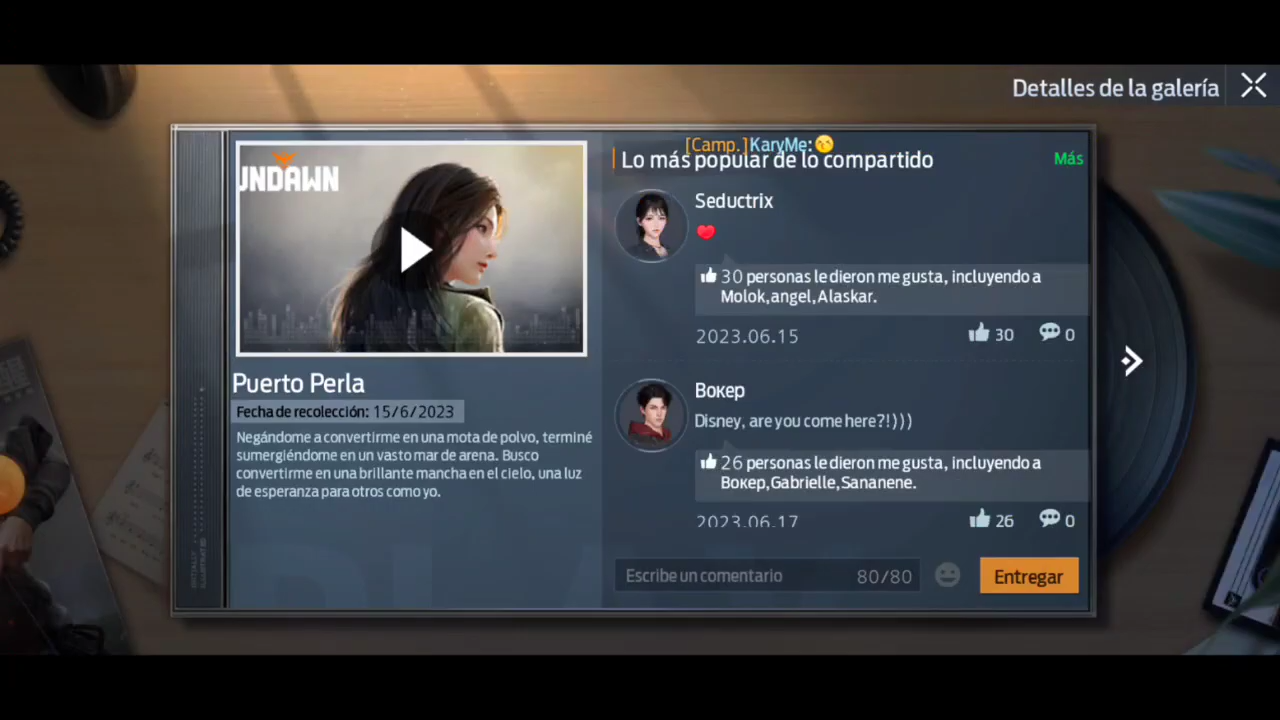 Detalles de la galería
UNDAWN
[Camp.]KaryMe:
Lo más popular de lo compartido
Más
Seductrix
30 personas le dieron me gusta, incluyendo a
Molok,angel,Alaskar.
2023.06.15
30
0
Puerto Perla
Fecha de recolección: 15/6/2023
Negándome a convertirme en una mota de polvo, terminé
sumergiéndome en un vasto mar de arena. Busco
convertirme en una brillante mancha en el cielo, una luz
de esperanza para otros como yo.
Вокер
Disney, are you come here?!)))
26 personas le dieron me gusta, incluyendo a
Вокер,Gabrielle,Sananene.
2023.06.17
26
0
Escribe un comentario
80/80
Entregar